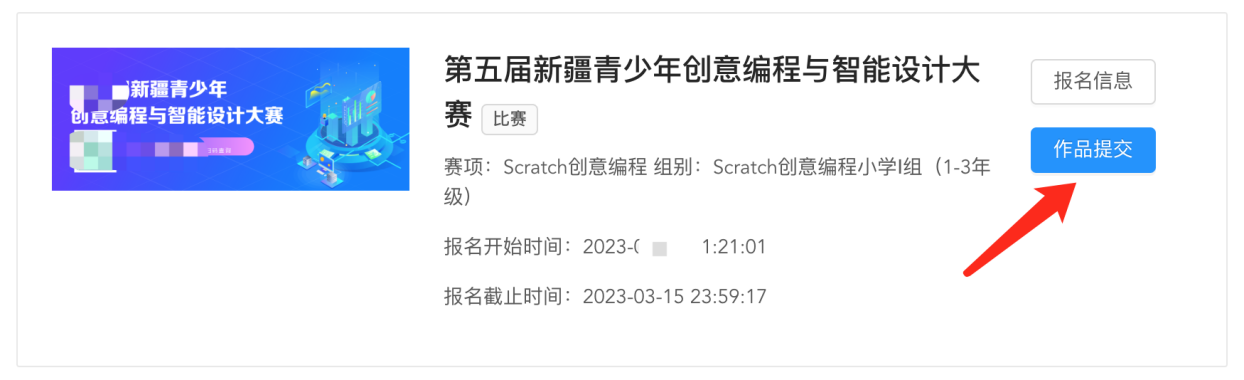 新疆青少年
创意编程与智能设计大赛
第五届新疆青少年创意编程与智能设计大
赛 比赛
赛项：Scratch创意编程 组别：Scratch创意编程小学I组（1-3年
级）
报名开始时间：2023-0 1:21:01
报名截止时间：2023-03-15 23:59:17
报名信息
作品提交